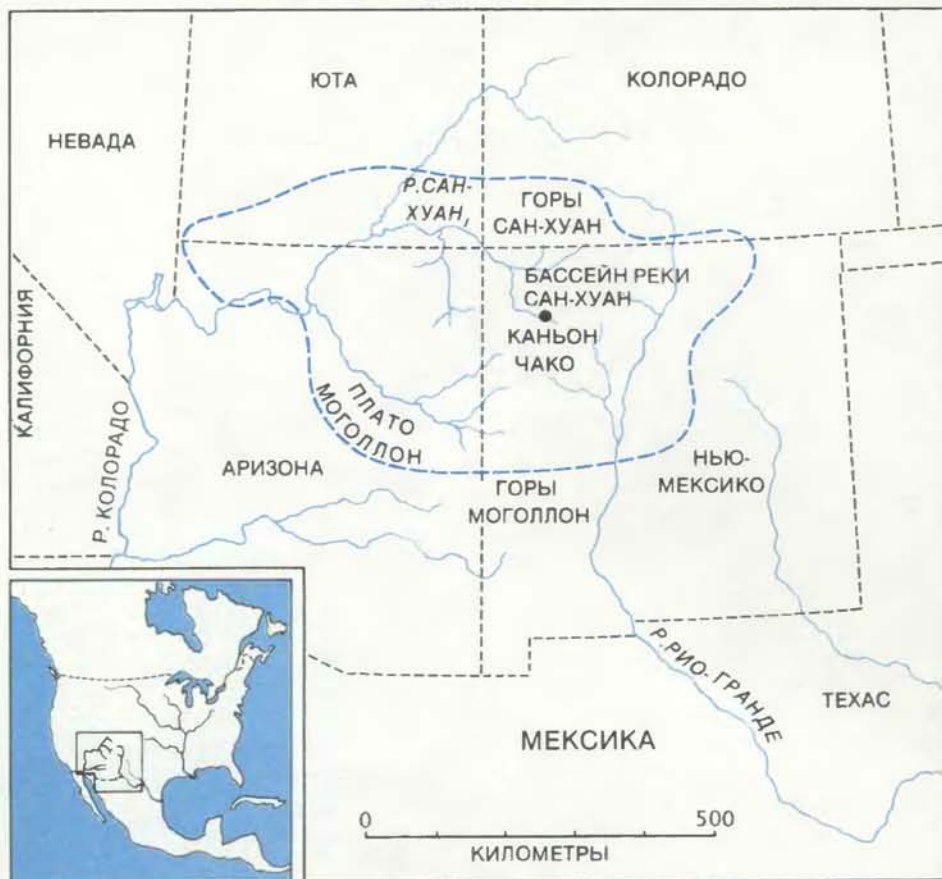 ЮТА
КОЛОРАДО
НЕВАДА
Р.САН-
ХУАН,
ГОРЫ
САН-ХУАН
БАССЕЙН РЕКИ
САН-ХУАН
КАНЬОН
ЧАКО
КАЛИФОРНИЯ
ПЛАТО
МОГОЛЛОН
Р. КОЛОРАДО
АРИЗОНА
НЬЮ-
МЕКСИКО
ГОРЫ
МОГОЛЛОН
Р.РИО-ГРАНДЕ
ТЕХАС
МЕКСИКА
0 500
КИЛОМЕТРЫ